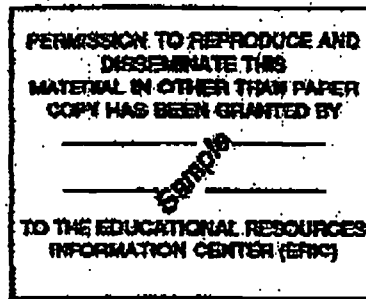 PERMISSION TO REPRODUCE AND
DISSEMINATE THIS
MATERIAL IN OTHER THAN PAPER
COPY HAS BEEN GRANTED BY
Sample
TO THE EDUCATIONAL RESOURCES
INFORMATION CENTER (ERIC)